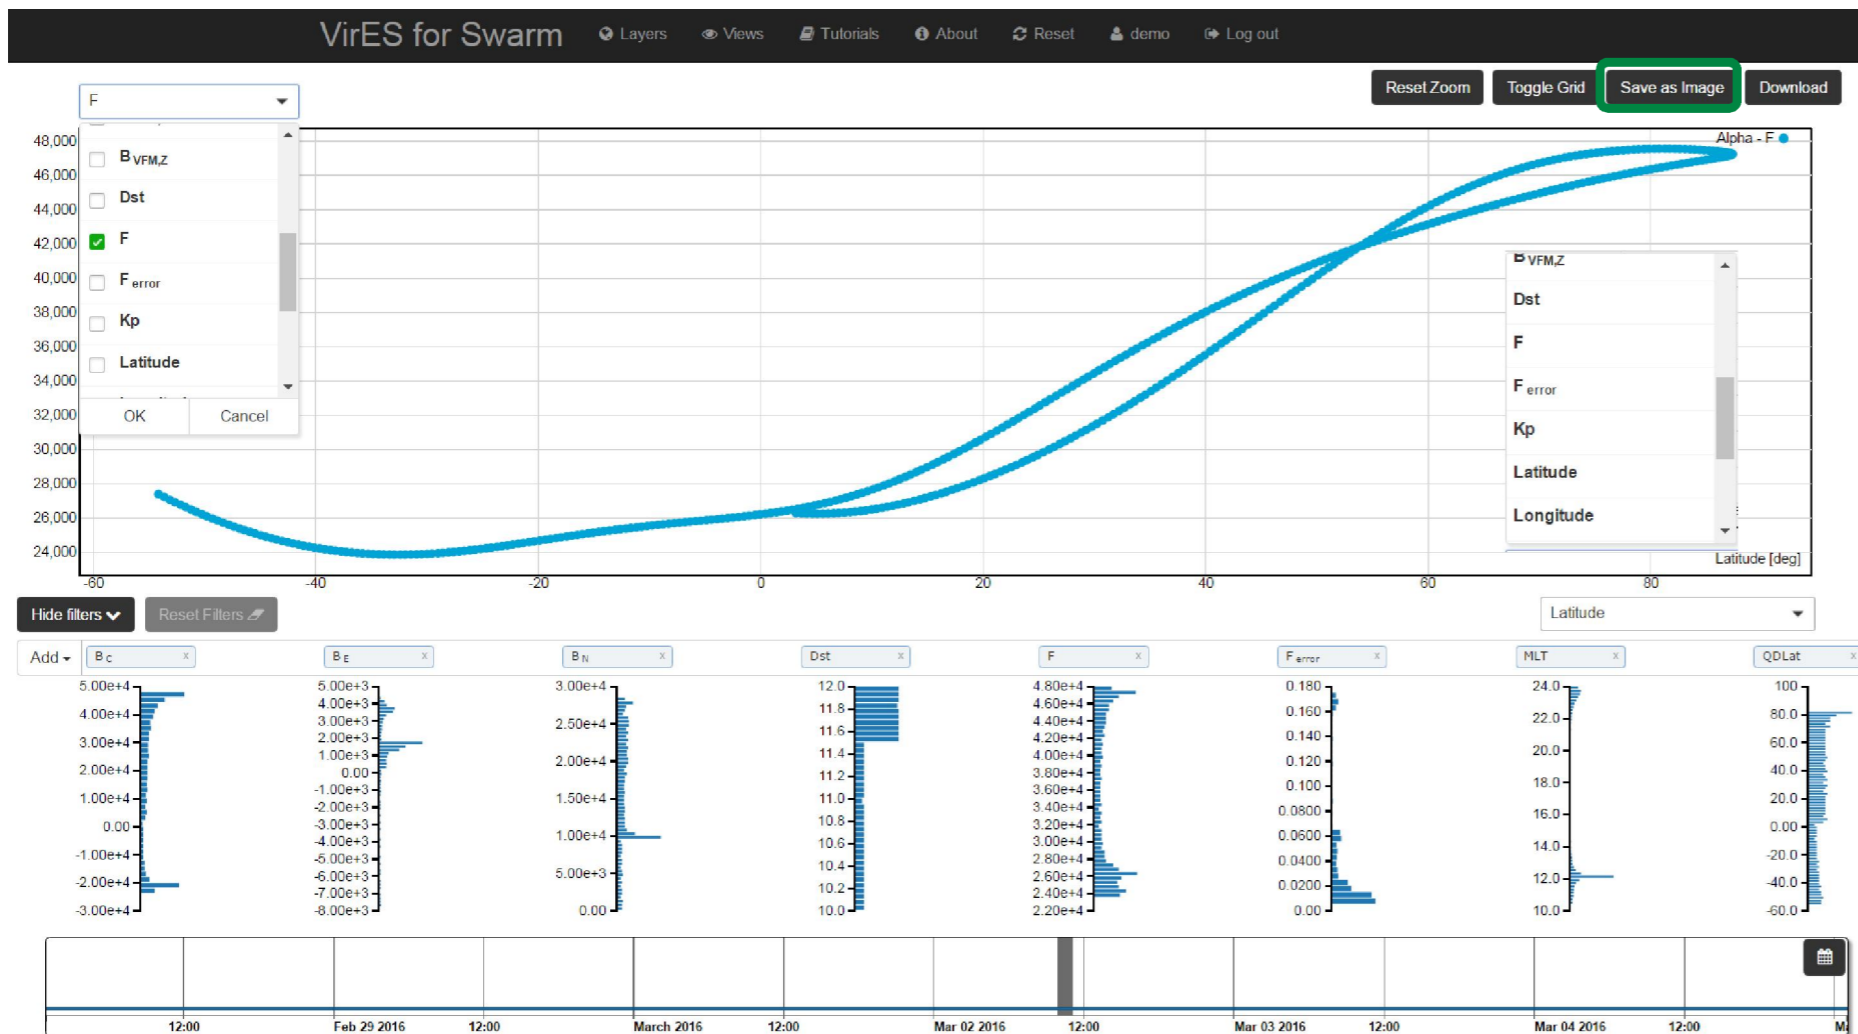 VirES for Swarm Layers Views Tutorials About Reset demo Log out
Reset Zoom Toggle Grid Save as Image Download
F
B VFM,Z
Dst
F
F error
Kp
Latitude
OK Cancel
48,000
46,000
44,000
42,000
40,000
38,000
36,000
34,000
32,000
30,000
28,000
26,000
24,000
Alpha - F
B VFM,Z
Dst
F
F error
Kp
Latitude
Longitude
Latitude [deg]
-60 -40 -20 0 20 40 60 80
Hide filters Reset Filters Latitude
Add B C x B E x B N x Dst x F x F error x MLT x QDLat x
5.00e+4
4.00e+4
3.00e+4
2.00e+4
1.00e+4
0.00
-1.00e+4
-2.00e+4
-3.00e+4
5.00e+3
4.00e+3
3.00e+3
2.00e+3
1.00e+3
0.00
-1.00e+3
-2.00e+3
-3.00e+3
-4.00e+3
-5.00e+3
-6.00e+3
-7.00e+3
-8.00e+3
3.00e+4
2.50e+4
2.00e+4
1.50e+4
1.00e+4
5.00e+3
0.00
12.0
11.8
11.6
11.4
11.2
11.0
10.8
10.6
10.4
10.2
10.0
4.80e+4
4.60e+4
4.40e+4
4.20e+4
4.00e+4
3.80e+4
3.60e+4
3.40e+4
3.20e+4
3.00e+4
2.80e+4
2.60e+4
2.40e+4
2.20e+4
0.180
0.160
0.140
0.120
0.100
0.0800
0.0600
0.0400
0.0200
0.00
24.0
22.0
20.0
18.0
16.0
14.0
12.0
10.0
100
80.0
60.0
40.0
20.0
0.00
-20.0
-40.0
-60.0
12:00 Feb 29 2016 12:00 March 2016 12:00 Mar 02 2016 12:00 Mar 03 2016 12:00 Mar 04 2016 12:00